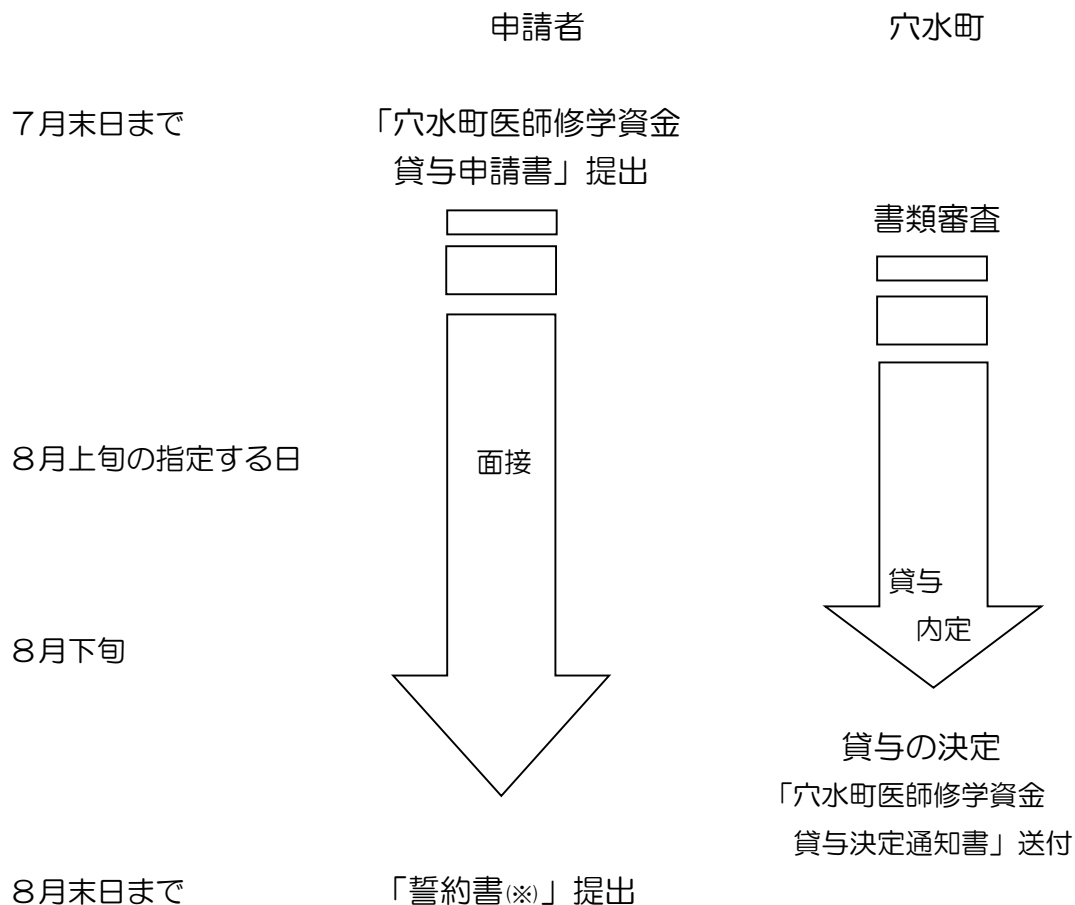 申請者
穴水町
７月末日まで
「穴水町医師修学資金
貸与申請書」提出
書類審査
８月上旬の指定する日
面接
貸与
内定
８月下旬
貸与の決定
「穴水町医師修学資金
貸与決定通知書」送付
８月末日まで
「誓約書(※)」提出